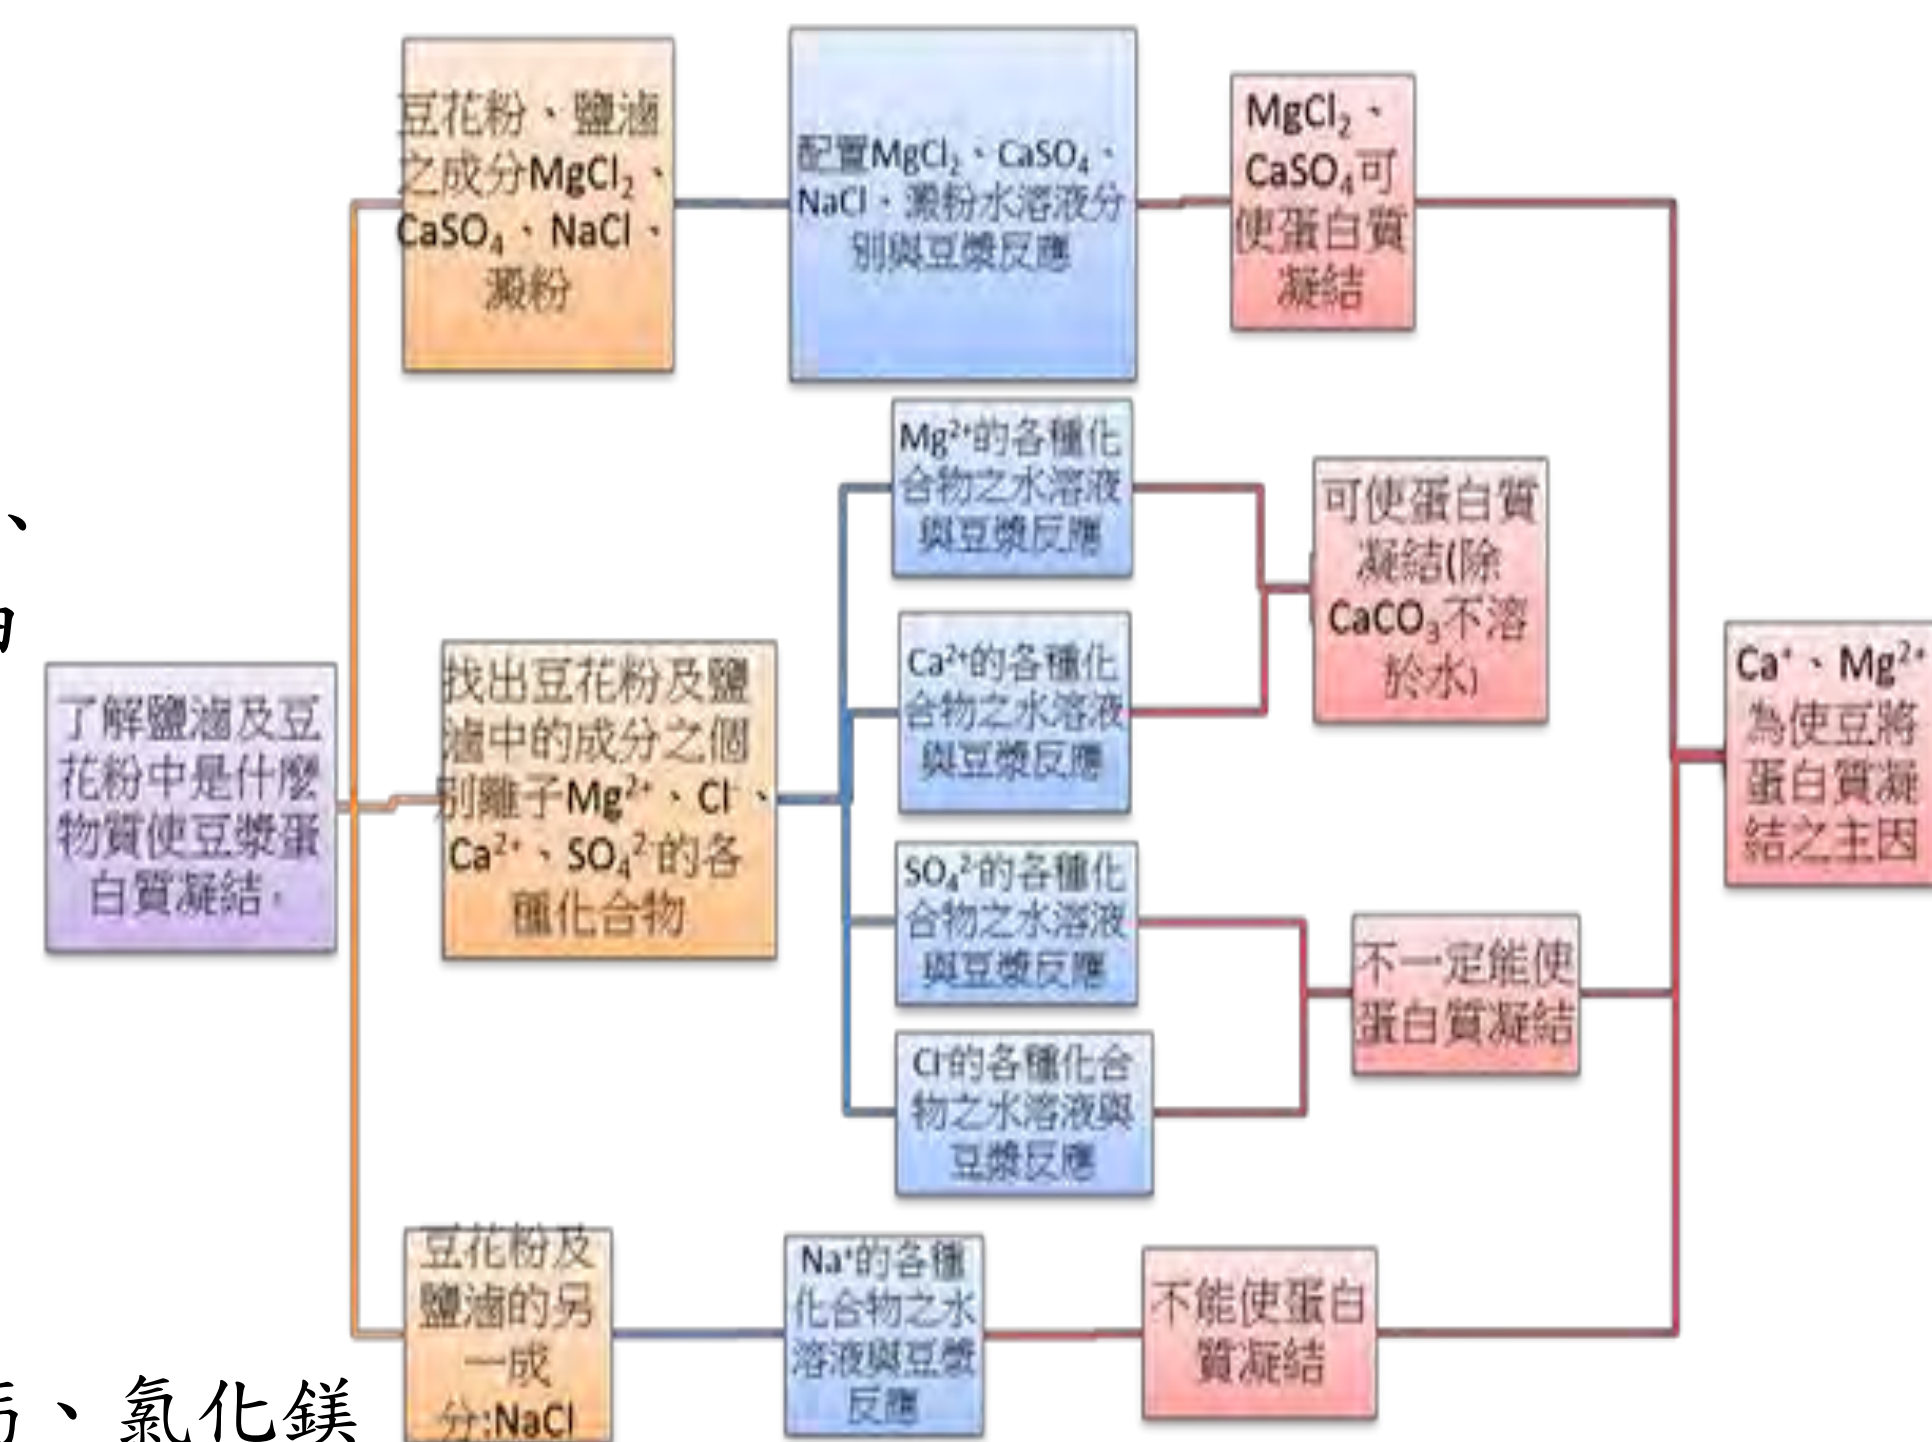 豆花粉、鹽滷
之成分MgCl₂、
CaSO₄、NaCl、
澱粉
配置MgCl₂、CaSO₄、
NaCl、澱粉水溶液分
別與豆漿反應
MgCl₂、
CaSO₄可
使蛋白質
凝結
Mg²⁺的各種化
合物之水溶液
與豆漿反應
可使蛋白質
凝結(除
CaCO₃不溶
於水)
、
Ca²⁺的各種化
合物之水溶液
與豆漿反應
了解鹽滷及豆
花粉中是什麼
物質使豆漿蛋
白質凝結。
找出豆花粉及鹽
滷中的成分之個
別離子Mg²⁺、Cl⁻、
Ca²⁺、SO₄²⁻的各
種化合物
Ca⁺、Mg²⁺
為使豆將
蛋白質凝
結之主因
SO₄²⁻的各種化
合物之水溶液
與豆漿反應
不一定能使
蛋白質凝結
Cl⁻的各種化合
物之水溶液與
豆漿反應
豆花粉及
鹽滷的另
一成
分:NaCl
Na⁺的各種
化合物之水
溶液與豆漿
反應
不能使蛋白
質凝結
、氯化鎂